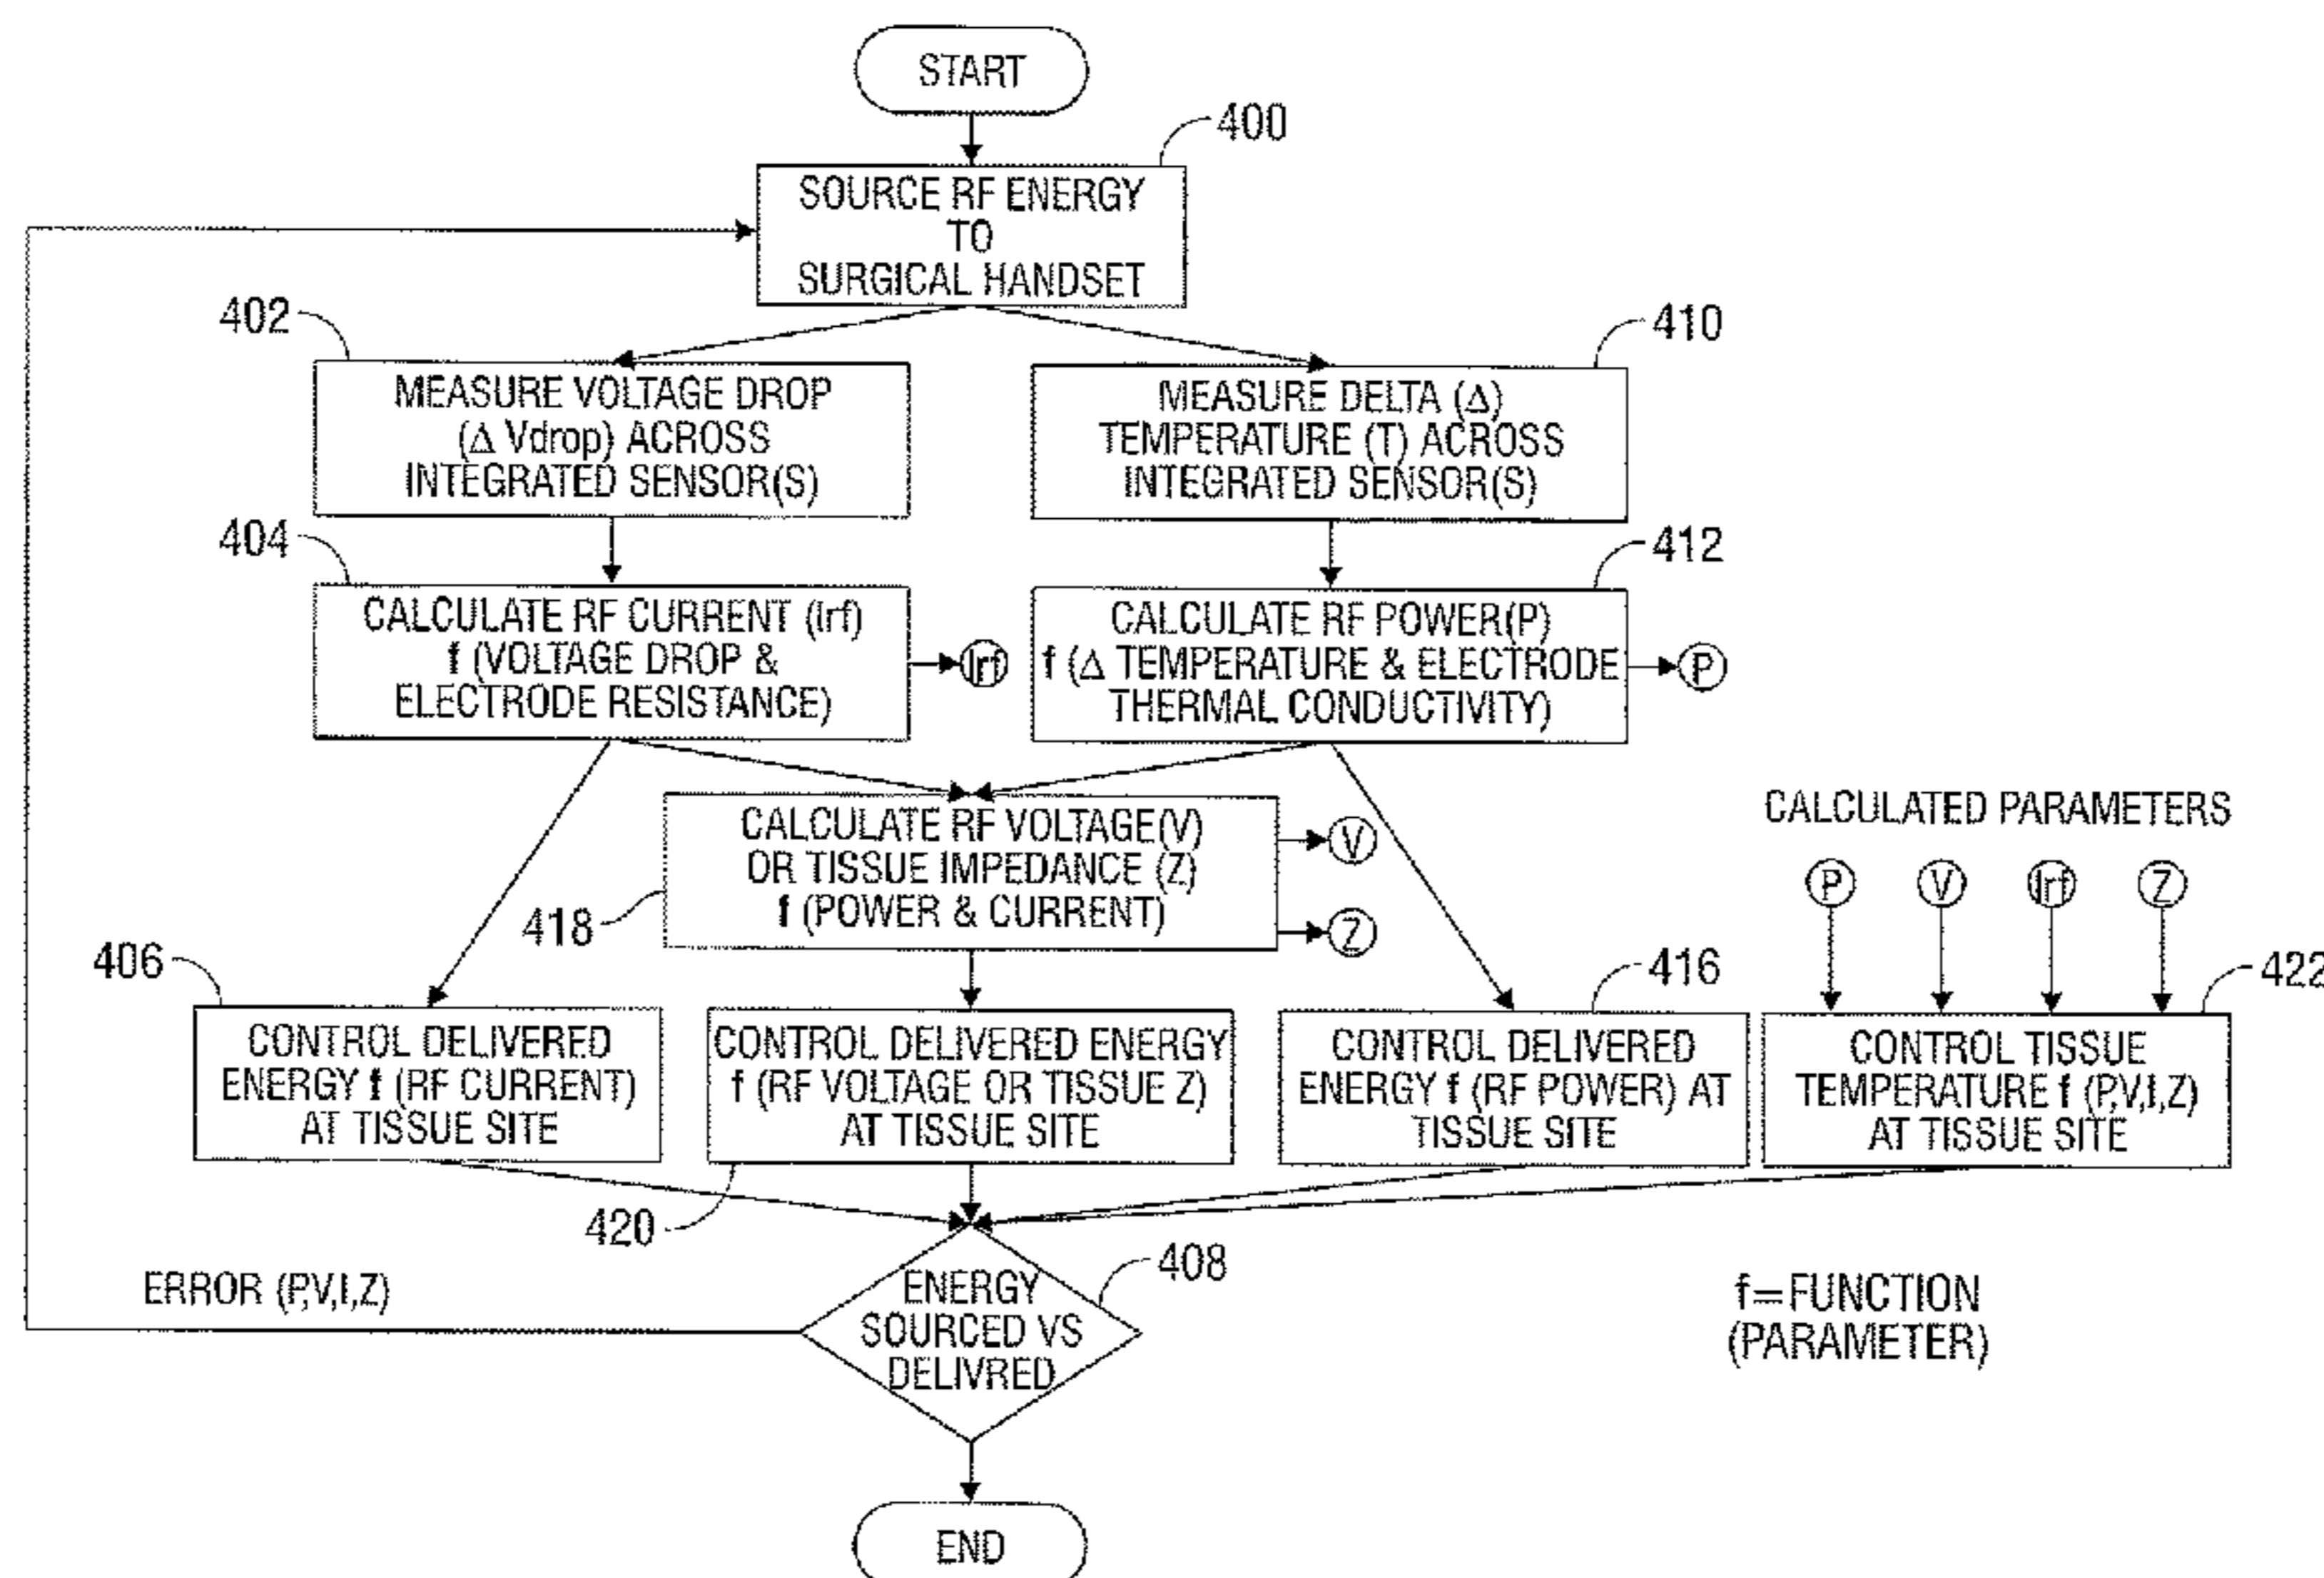 START
400
SOURCE RF ENERGY
TO
SURGICAL HANDSET
402
MEASURE VOLTAGE DROP
(Δ Vdrop) ACROSS
INTEGRATED SENSOR(S)
410
MEASURE DELTA (Δ)
TEMPERATURE (T) ACROSS
INTEGRATED SENSOR(S)
404
CALCULATE RF CURRENT (Irf)
f (VOLTAGE DROP &
ELECTRODE RESISTANCE)
Irf
412
CALCULATE RF POWER(P)
f (Δ TEMPERATURE & ELECTRODE
THERMAL CONDUCTIVITY)
P
418
CALCULATE RF VOLTAGE(V)
OR TISSUE IMPEDANCE (Z)
f (POWER & CURRENT)
V
Z
CALCULATED PARAMETERS
P V Irf Z
406
CONTROL DELIVERED
ENERGY f (RF CURRENT)
AT TISSUE SITE
420
CONTROL DELIVERED ENERGY
f (RF VOLTAGE OR TISSUE Z)
AT TISSUE SITE
416
CONTROL DELIVERED
ENERGY f (RF POWER) AT
TISSUE SITE
422
CONTROL TISSUE
TEMPERATURE f (P,V,I,Z)
AT TISSUE SITE
408
ENERGY
SOURCED VS
DELIVRED
ERROR (P,V,I,Z)
f=FUNCTION
(PARAMETER)
END